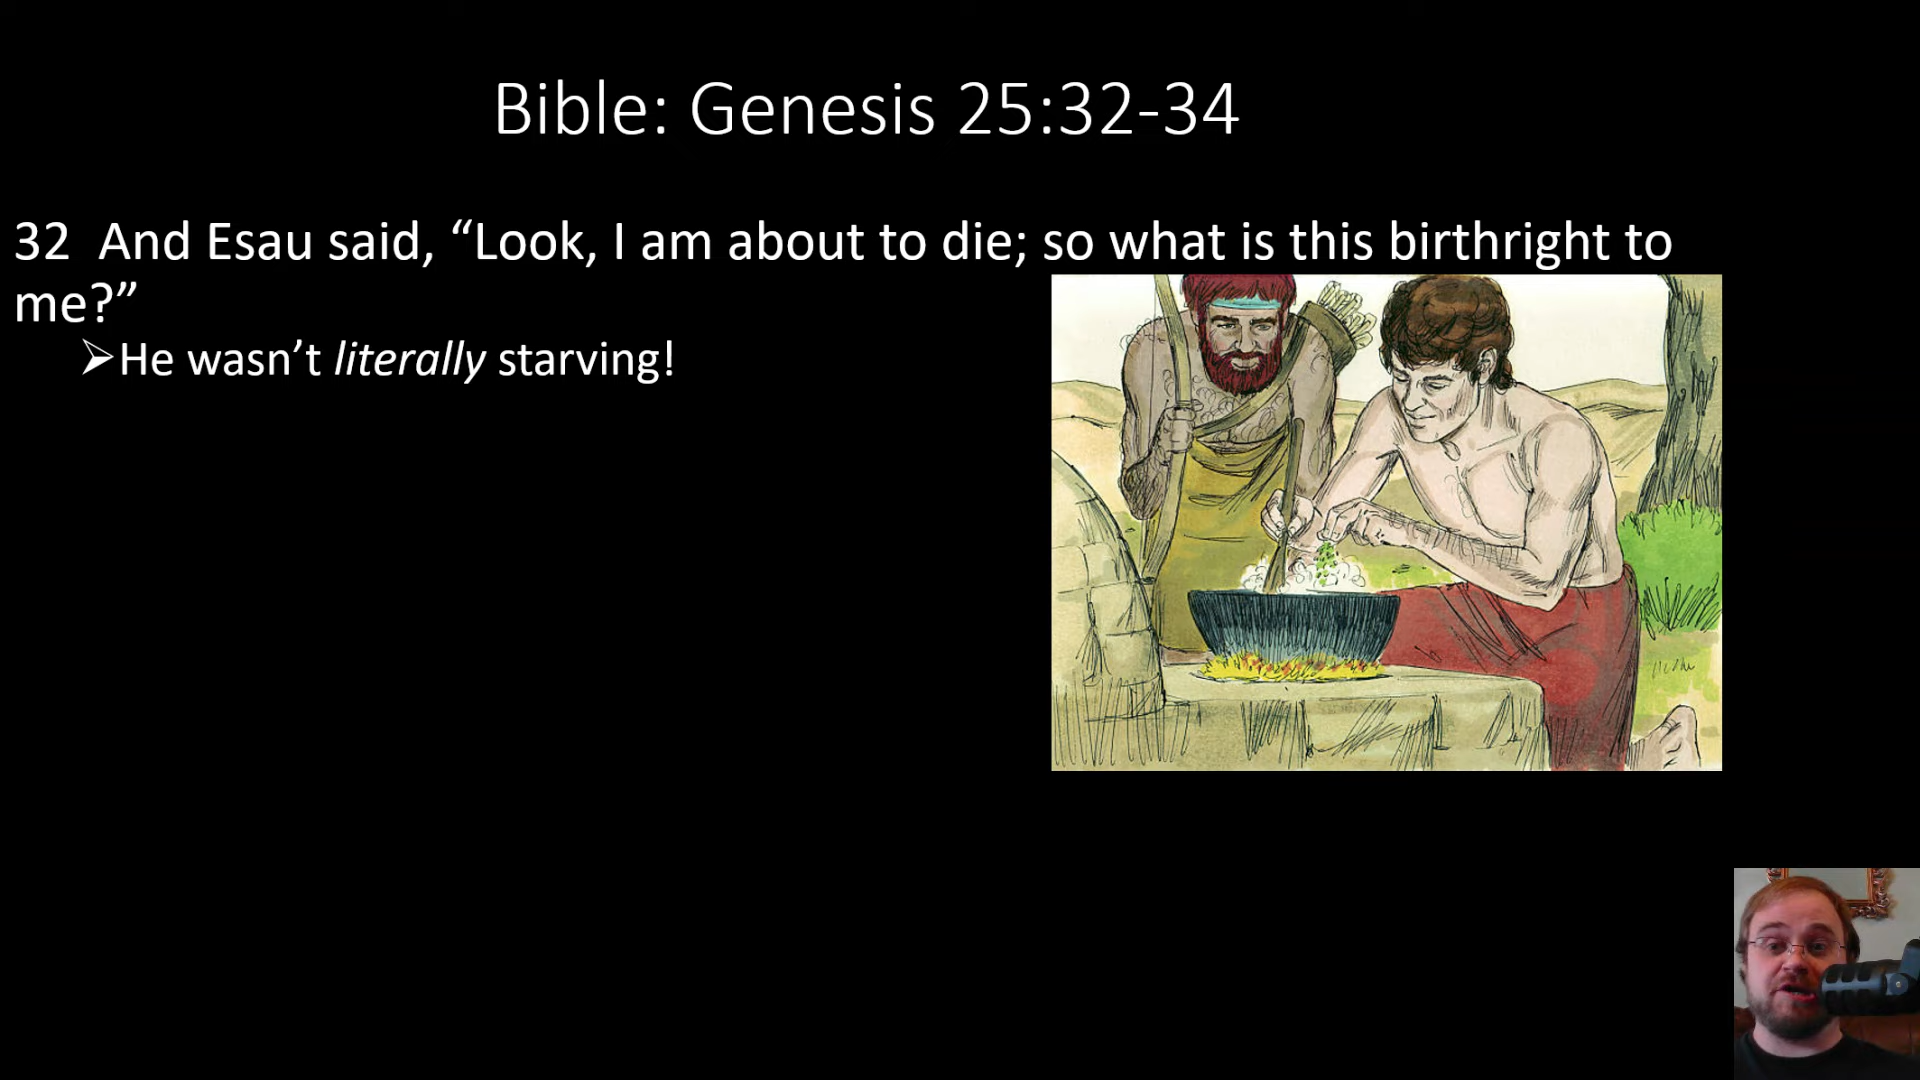 Bible: Genesis 25:32-34
32 And Esau said, “Look, I am about to die; so what is this birthright to
me?”
➢He wasn’t literally starving!